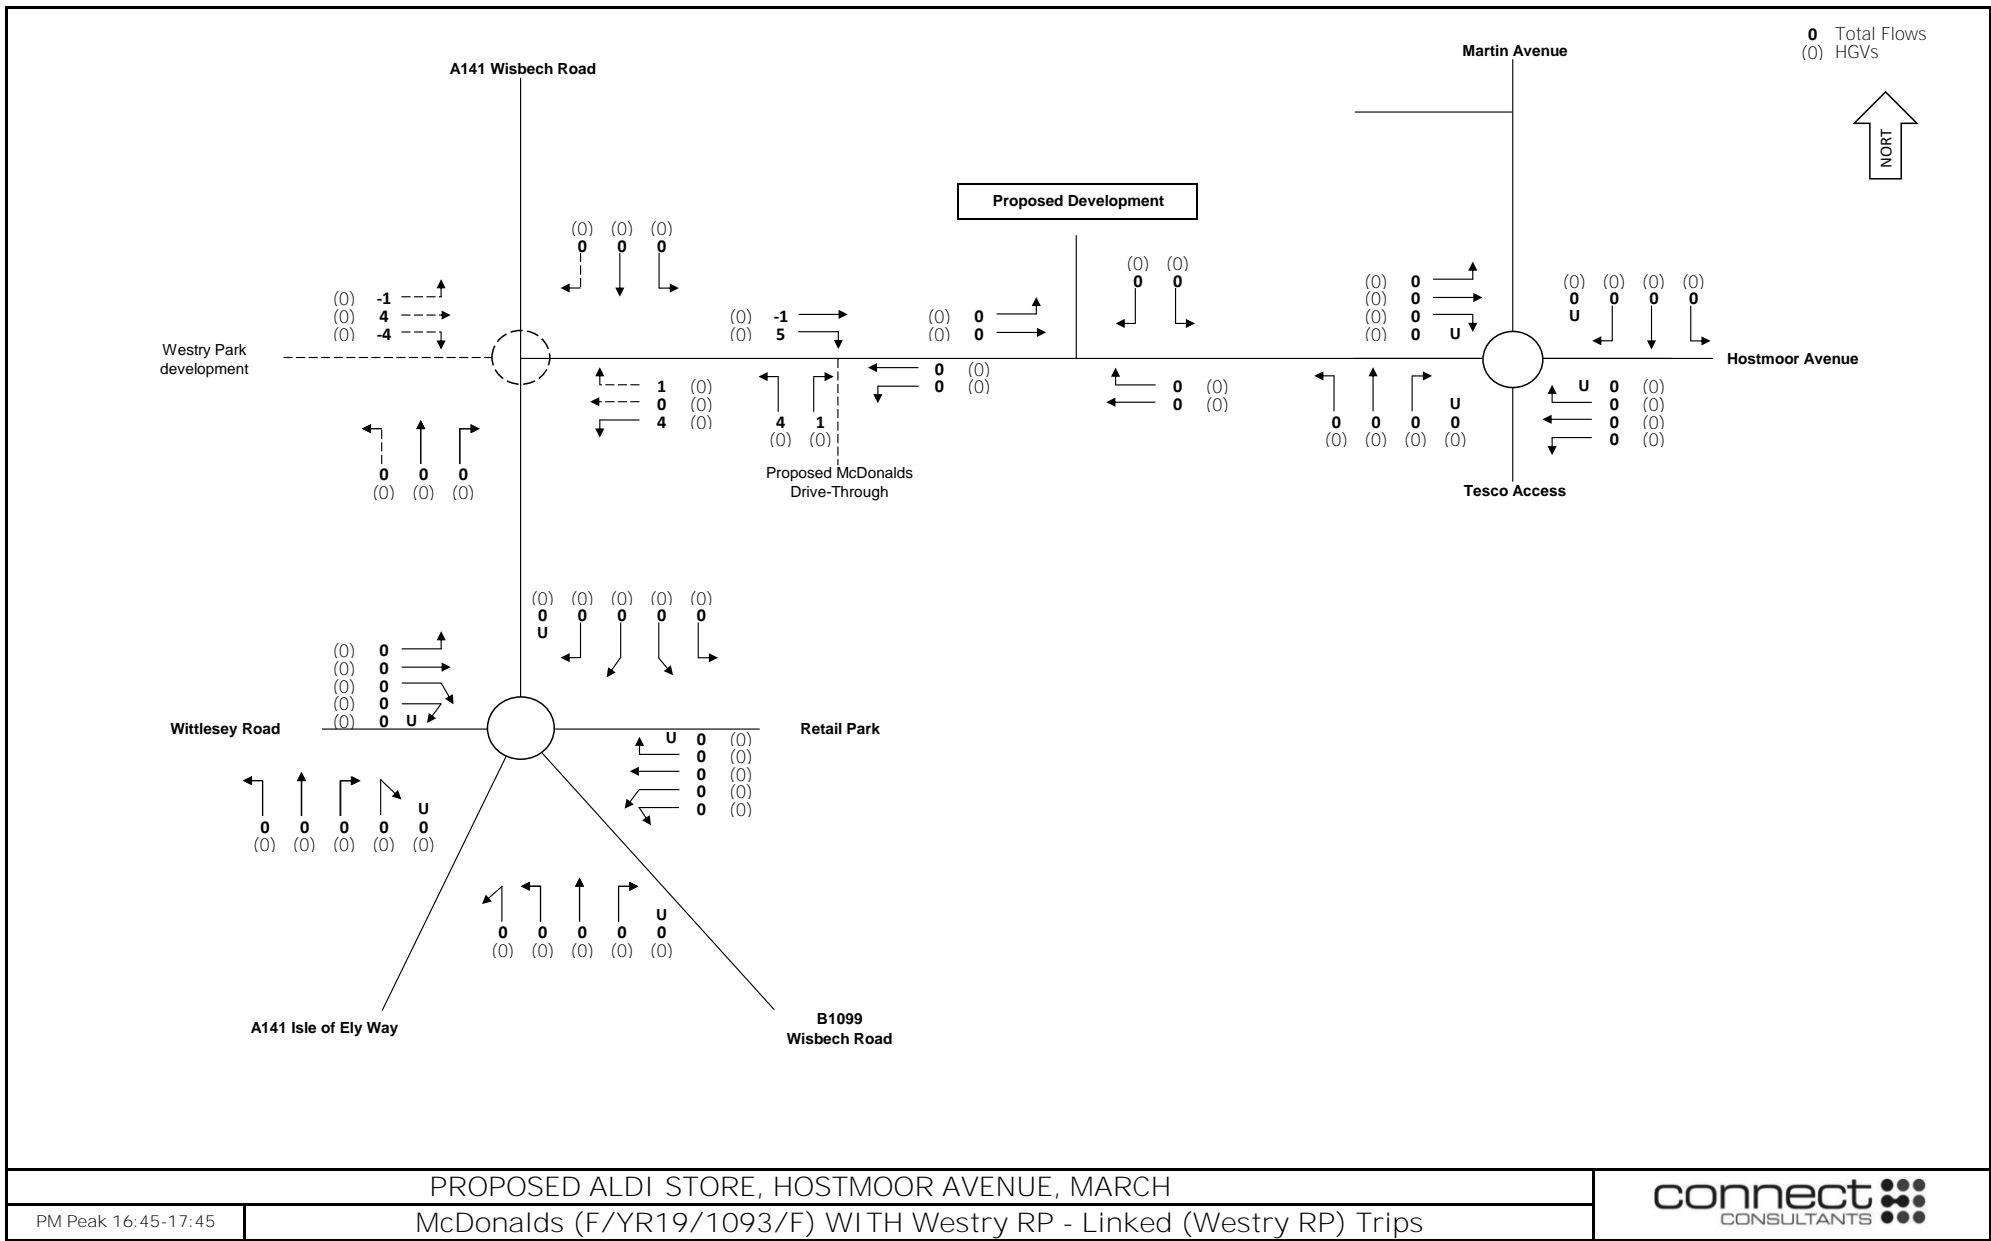 0 Total Flows
(0) HGVs
NORT
A141 Wisbech Road
Martin Avenue
Proposed Development
(0) (0) (0)
0 0 0
(0) -1
(0) 4
(0) -4
Westry Park
development
(0) -1
(0) 5
(0) 0
(0) 0
(0) (0)
0 0
(0) 0
(0) 0
(0) 0
(0) 0 U
(0) (0) (0) (0)
0 0 0 0
U
Hostmoor Avenue
1 (0)
0 (0)
4 (0)
4 1
(0) (0)
0 (0)
0 (0)
0 (0)
0 (0)
U
0 0 0 0
(0) (0) (0) (0)
U 0 (0)
0 (0)
0 (0)
0 (0)
0 0 0
(0) (0) (0)
Proposed McDonalds
Drive-Through
Tesco Access
(0) (0) (0) (0) (0)
0 0 0 0 0
U
(0) 0
(0) 0
(0) 0
(0) 0
(0) 0 U
Wittlesey Road
Retail Park
U 0 (0)
0 (0)
0 (0)
0 (0)
0 (0)
U
0 0 0 0 0
(0) (0) (0) (0) (0)
U
0 0 0 0 0
(0) (0) (0) (0) (0)
A141 Isle of Ely Way
B1099
Wisbech Road
PROPOSED ALDI STORE, HOSTMOOR AVENUE, MARCH
PM Peak 16:45-17:45
McDonalds (F/YR19/1093/F) WITH Westry RP - Linked (Westry RP) Trips
connect
CONSULTANTS